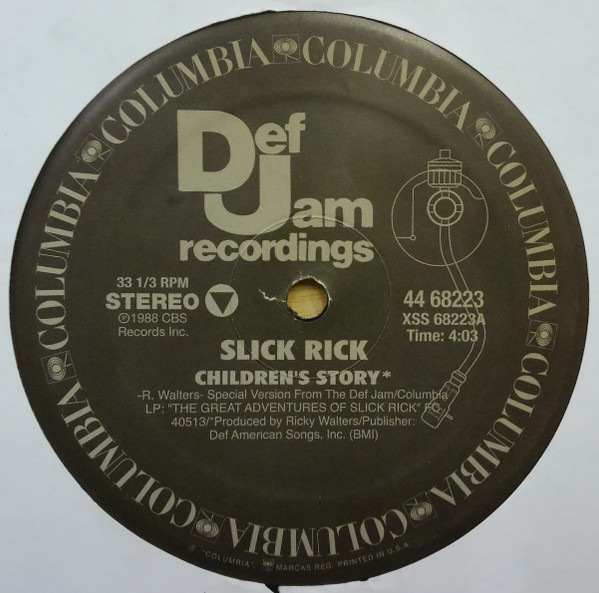 COLUMBIA COLUMBIA COLUMBIA COLUMBIA COLUMBIA COLUMBIA COLUMBIA COLUMBIA COLUMBIA
Def
Jam
recordings
33 1/3 RPM
STEREO
℗1988 CBS
Records Inc.
44 68223
XSS 68223A
Time: 4:03
SLICK RICK
CHILDREN'S STORY*
-R. Walters- Special Version From The Def Jam/Columbia
LP: "THE GREAT ADVENTURES OF SLICK RICK" FC
40513/*Produced by Ricky Walters/Publisher:
Def American Songs, Inc. (BMI)
® "COLUMBIA", CBS MARCAS REG. PRINTED IN U.S.A.